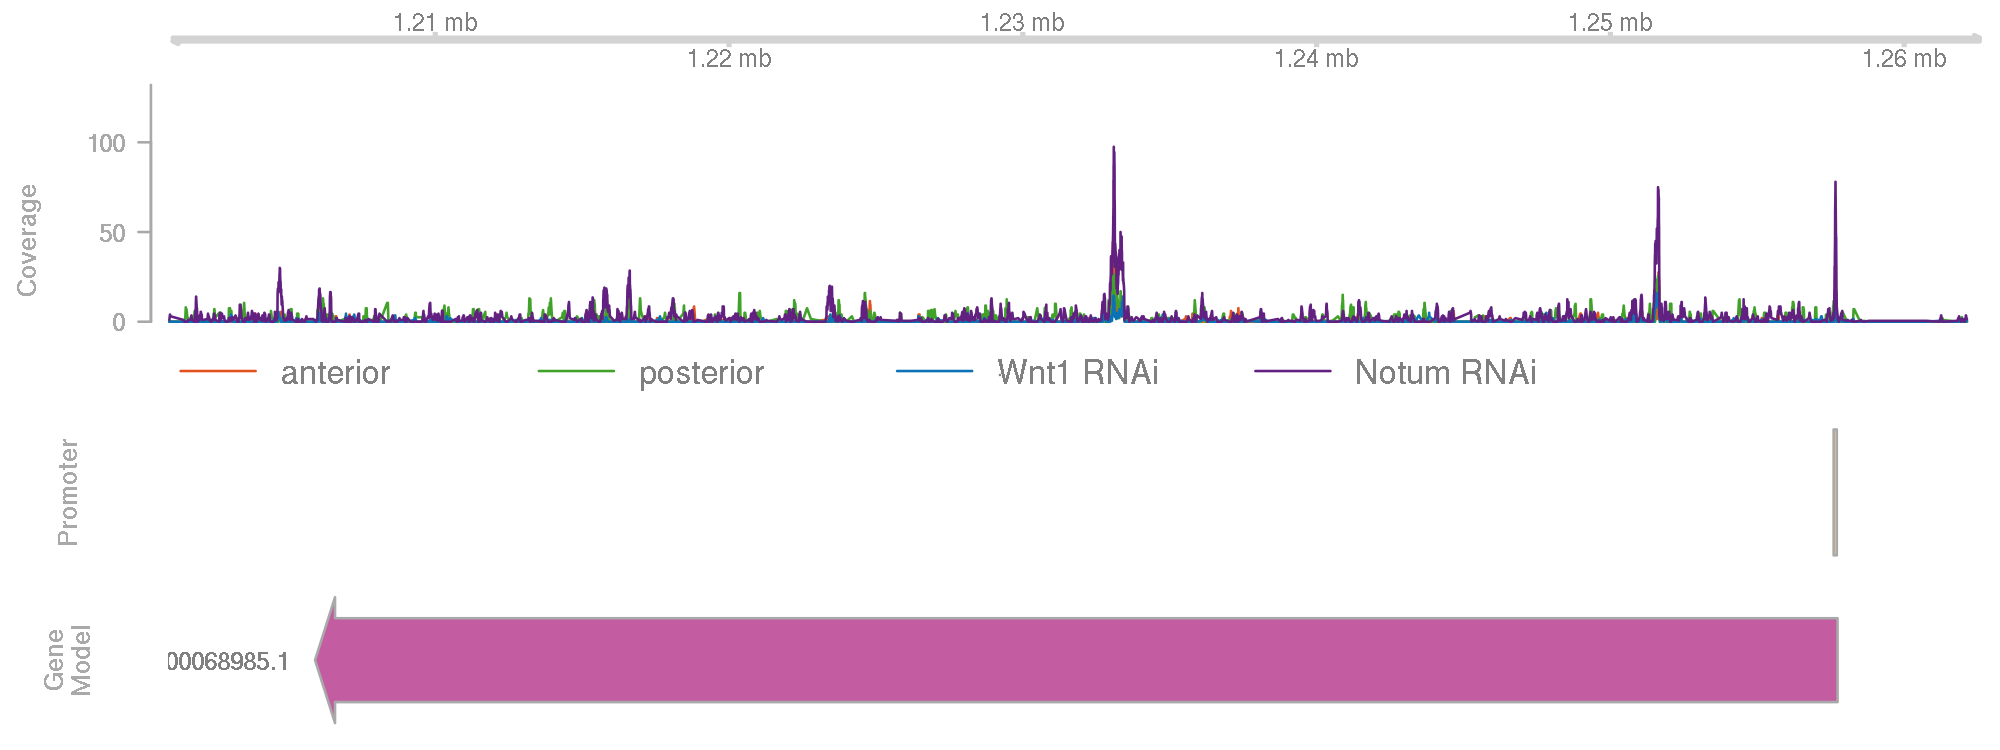 1.21 mb 1.23 mb 1.25 mb
1.22 mb 1.24 mb 1.26 mb
Coverage
100
50
0
anterior posterior Wnt1 RNAi Notum RNAi
Promoter
Gene
Model
00068985.1